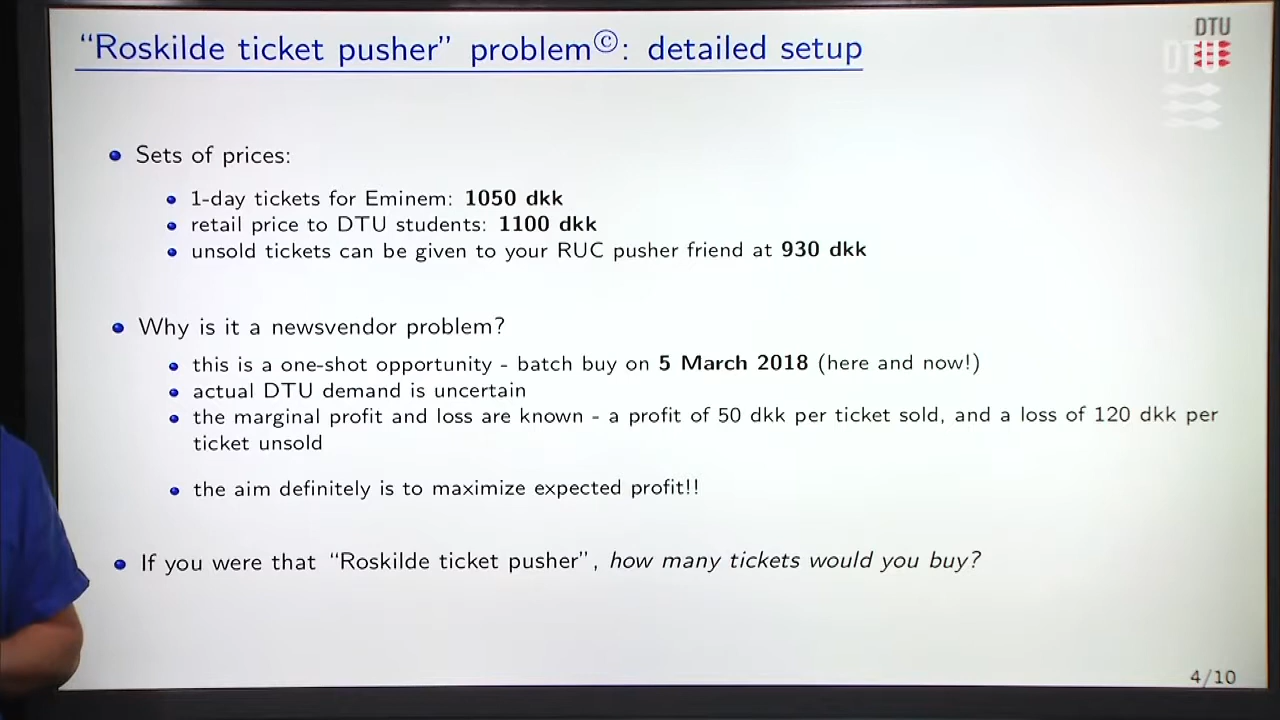 "Roskilde ticket pusher" problem©: detailed setup
DTU
DTU
Sets of prices:
1-day tickets for Eminem: 1050 dkk
retail price to DTU students: 1100 dkk
unsold tickets can be given to your RUC pusher friend at 930 dkk
Why is it a newsvendor problem?
this is a one-shot opportunity - batch buy on 5 March 2018 (here and now!)
actual DTU demand is uncertain
the marginal profit and loss are known - a profit of 50 dkk per ticket sold, and a loss of 120 dkk per
ticket unsold
the aim definitely is to maximize expected profit!!
If you were that "Roskilde ticket pusher", how many tickets would you buy?
4/10